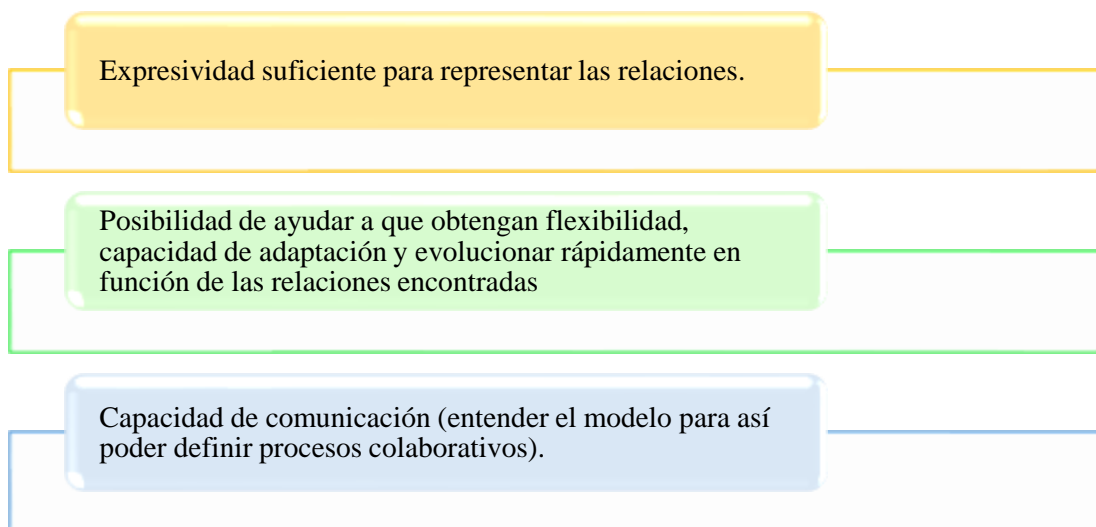 Expresividad suficiente para representar las relaciones.
Posibilidad de ayudar a que obtengan flexibilidad,
capacidad de adaptación y evolucionar rápidamente en
función de las relaciones encontradas
Capacidad de comunicación (entender el modelo para así
poder definir procesos colaborativos).